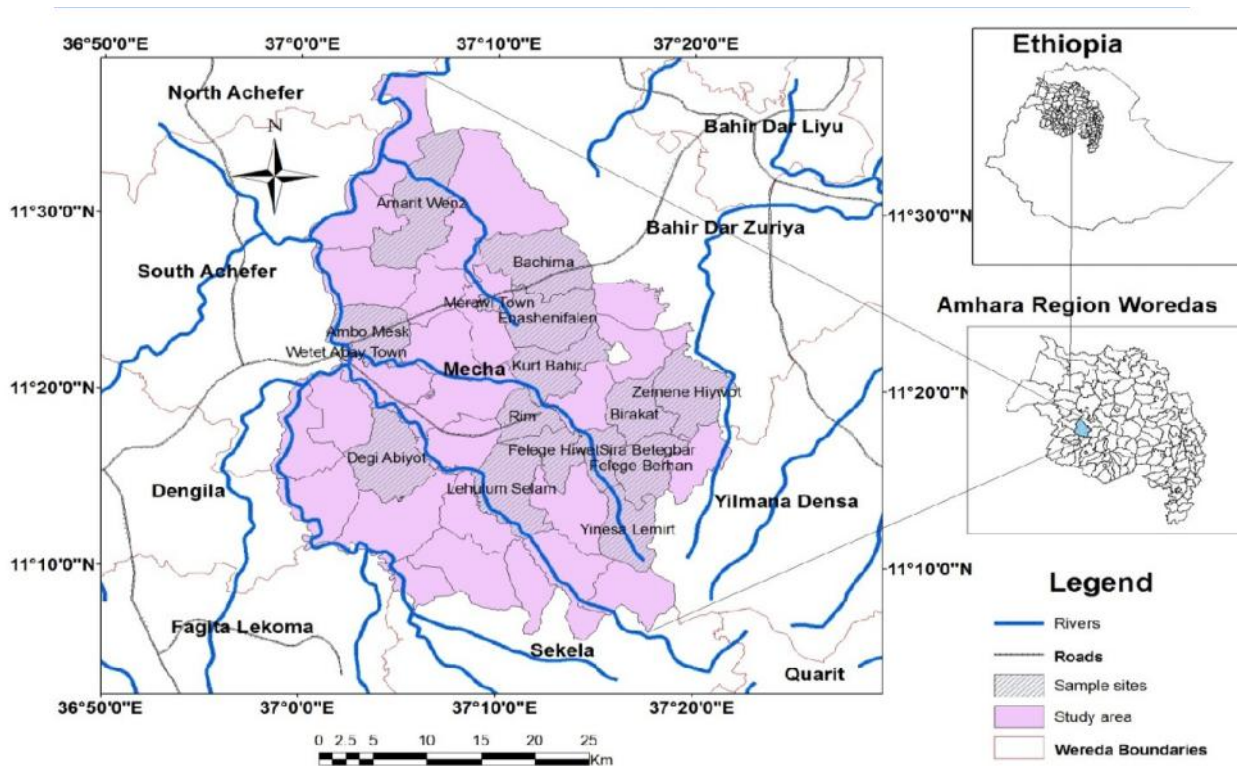 36°50'0"E
37°0'0"E
37°10'0"E
37°20'0"E
Ethiopia
North Achefer
N
Bahir Dar Liyu
11°30'0"N
Amarit Wenz
11°30'0"N
Bahir Dar Zuriya
South Achefer
Bachima
Merawi Town
Enashenifalen
Amhara Region Woredas
Ambo Mesk
Wetet Abay Town
Mecha
Kurt Bahir
11°20'0"N
11°20'0"N
Zemene Hiywot
Rim
Birakat
Degi Abiyot
Felege Hiwet
Sira Betegbar
Felege Berhan
Dengila
Lehulum Selam
Yilmana Densa
Yinesa Lemirt
11°10'0"N
11°10'0"N
Fagita Lekoma
Sekela
Quarit
36°50'0"E
37°0'0"E
37°10'0"E
37°20'0"E
0 2.5 5 10 15 20 25
Km
Legend
Rivers
Roads
Sample sites
Study area
Wereda Boundaries